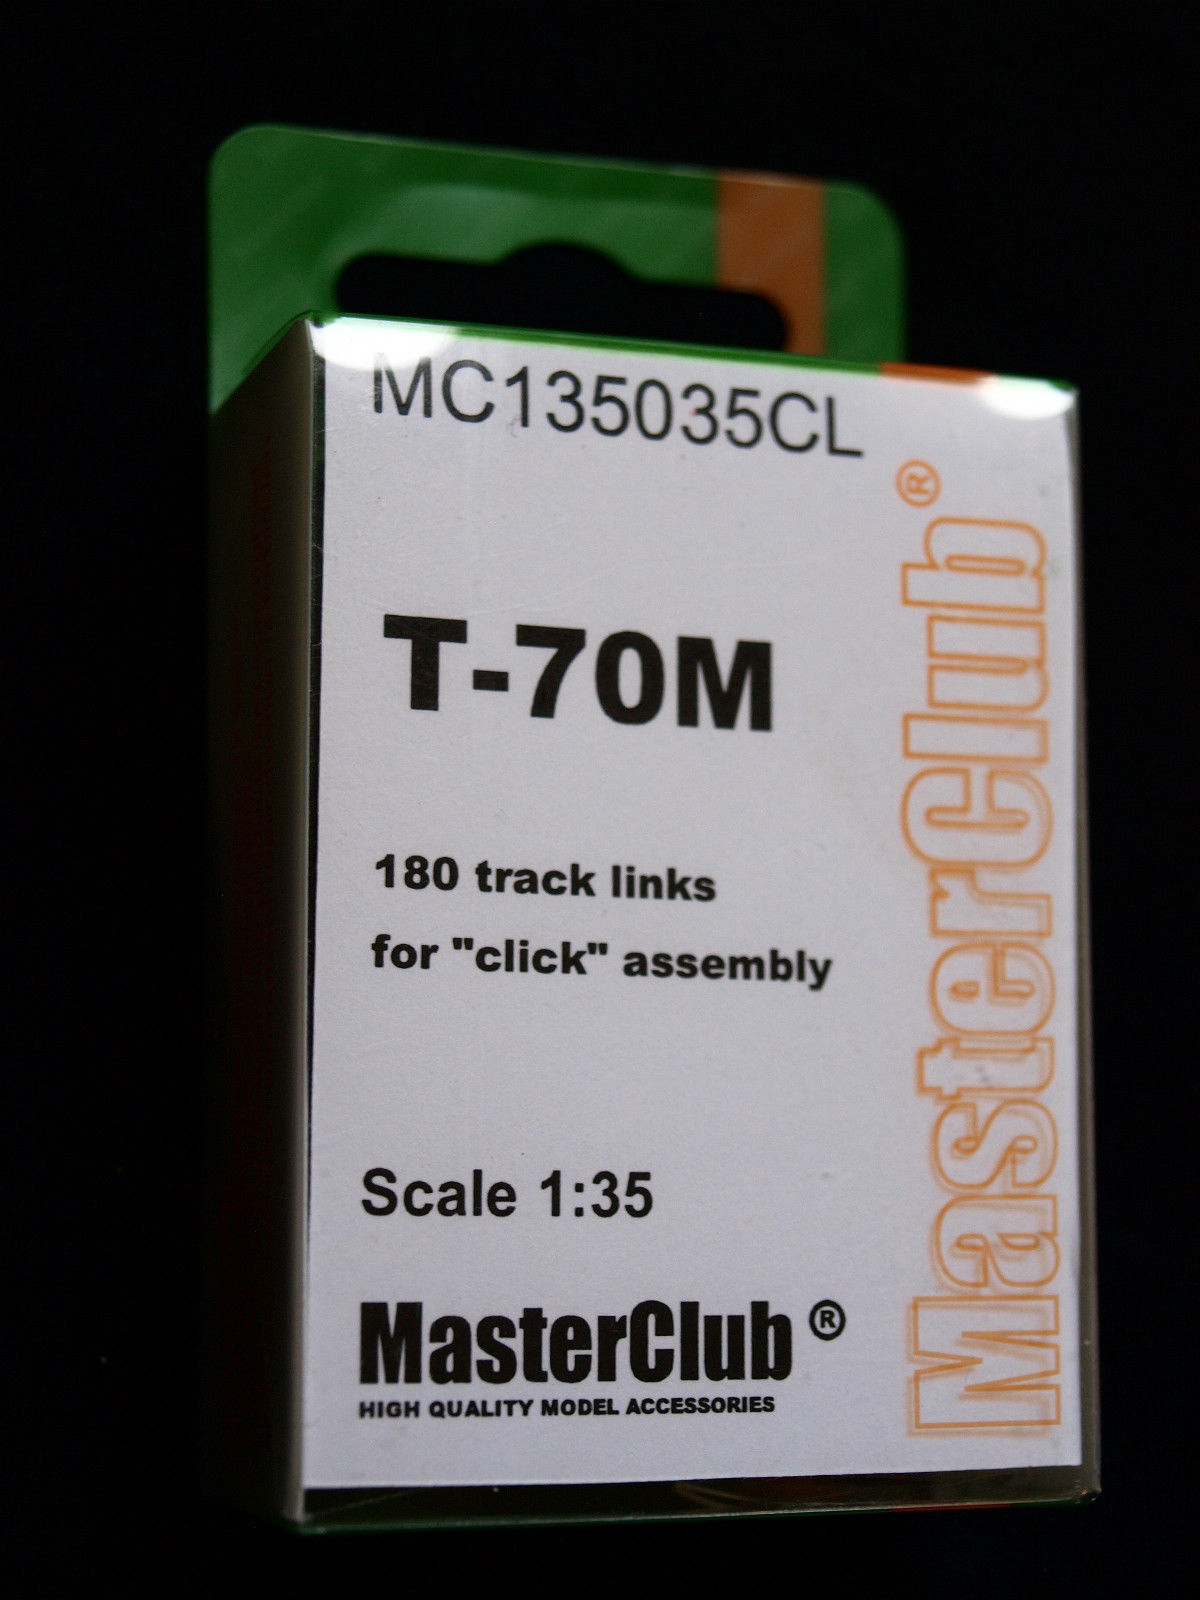 MC135035CL
T-70M
180 track links
for "click" assembly
Scale 1:35
MasterClub ®
HIGH QUALITY MODEL ACCESSORIES
MasterClub ®